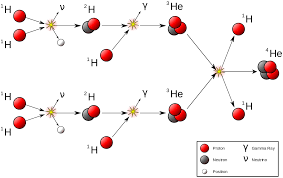 ¹H ν ²H γ ³He
¹H
¹H
¹H
⁴He
¹H ν ²H γ ³He
¹H
¹H
¹H
Proton γ Gamma Ray
Neutron ν Neutrino
Positron